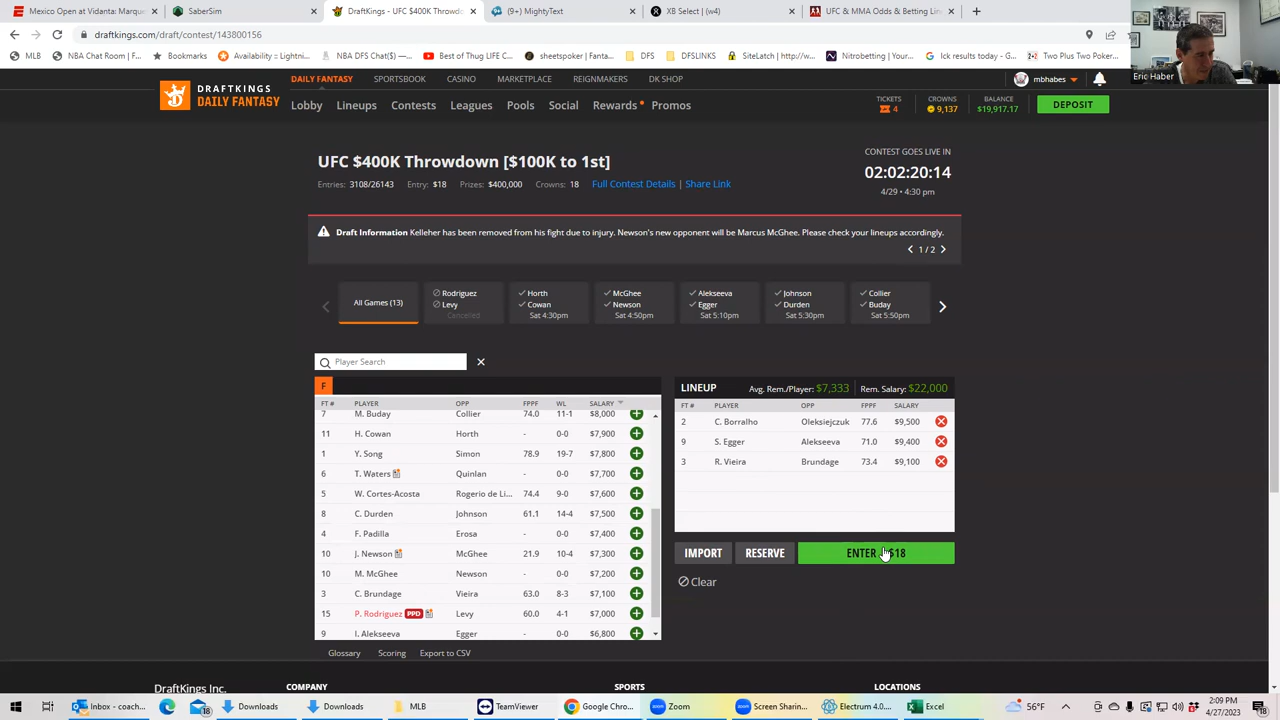 Mexico Open at Vidanta: Marque
SaberSim
DraftKings - UFC $400K Throwdo
(9+) MightyText
XB Select | (w4)
UFC & MMA Odds & Betting Lin
draftkings.com/draft/contest/143800156
MLB
NBA Chat Room | F...
Bookmarks
Availability :: Lightni...
NBA DFS Chat | F...
Best of Thug LIFE C...
sheetspoker | Fanta...
DFS
DFSLINKS
SiteLatch | http://w...
Nitrobetting | Your...
lck results today - G...
Two Plus Two Poker...
Eric Haber
DRAFTKINGS
DAILY FANTASY
DAILY FANTASY
SPORTSBOOK
CASINO
MARKETPLACE
REIGNMAKERS
DK SHOP
mbhabes
Lobby
Lineups
Contests
Leagues
Pools
Social
Rewards
Promos
TICKETS
4
CROWNS
9,137
BALANCE
$19,917.17
DEPOSIT
UFC $400K Throwdown [$100K to 1st]
Entries: 3108/26143 Entry: $18 Prizes: $400,000 Crowns: 18 Full Contest Details | Share Link
CONTEST GOES LIVE IN
02:02:20:14
4/29 • 4:30 pm
Draft Information Kelleher has been removed from his fight due to injury. Newson's new opponent will be Marcus McGhee. Please check your lineups accordingly.
1 / 2
All Games (13)
Rodriguez
Levy
Cancelled
Horth
Cowan
Sat 4:30pm
McGhee
Newson
Sat 4:50pm
Alekseeva
Egger
Sat 5:10pm
Johnson
Durden
Sat 5:30pm
Collier
Buday
Sat 5:50pm
Player Search
F
FT # PLAYER OPP FPPF WL SALARY
7 M. Buday Collier 74.0 11-1 $8,000
11 H. Cowan Horth - 0-0 $7,900
1 Y. Song Simon 78.9 19-7 $7,800
6 T. Waters Quinlan - 0-0 $7,700
5 W. Cortes-Acosta Rogerio de Li... 74.4 9-0 $7,600
8 C. Durden Johnson 61.1 14-4 $7,500
4 F. Padilla Erosa - 0-0 $7,400
10 J. Newson McGhee 21.9 10-4 $7,300
10 M. McGhee Newson - 0-0 $7,200
3 C. Brundage Vieira 63.0 8-3 $7,100
15 P. Rodriguez PPD Levy 60.0 4-1 $7,000
9 I. Alekseeva Egger - 0-0 $6,800
LINEUP Avg. Rem./Player: $7,333 Rem. Salary: $22,000
FT # PLAYER OPP FPPF SALARY
2 C. Borralho Oleksiejczuk 77.6 $9,500
9 S. Egger Alekseeva 71.0 $9,400
3 R. Vieira Brundage 73.4 $9,100
IMPORT
RESERVE
ENTER $18
Clear
Glossary
Scoring
Export to CSV
DraftKings Inc.
COMPANY
SPORTS
LOCATIONS
Inbox - coach...
18
Downloads
Downloads
MLB
TeamViewer
Google Chro...
Zoom
Screen Sharing...
Electrum 4.0...
Excel
56°F
2:09 PM
4/27/2023
18